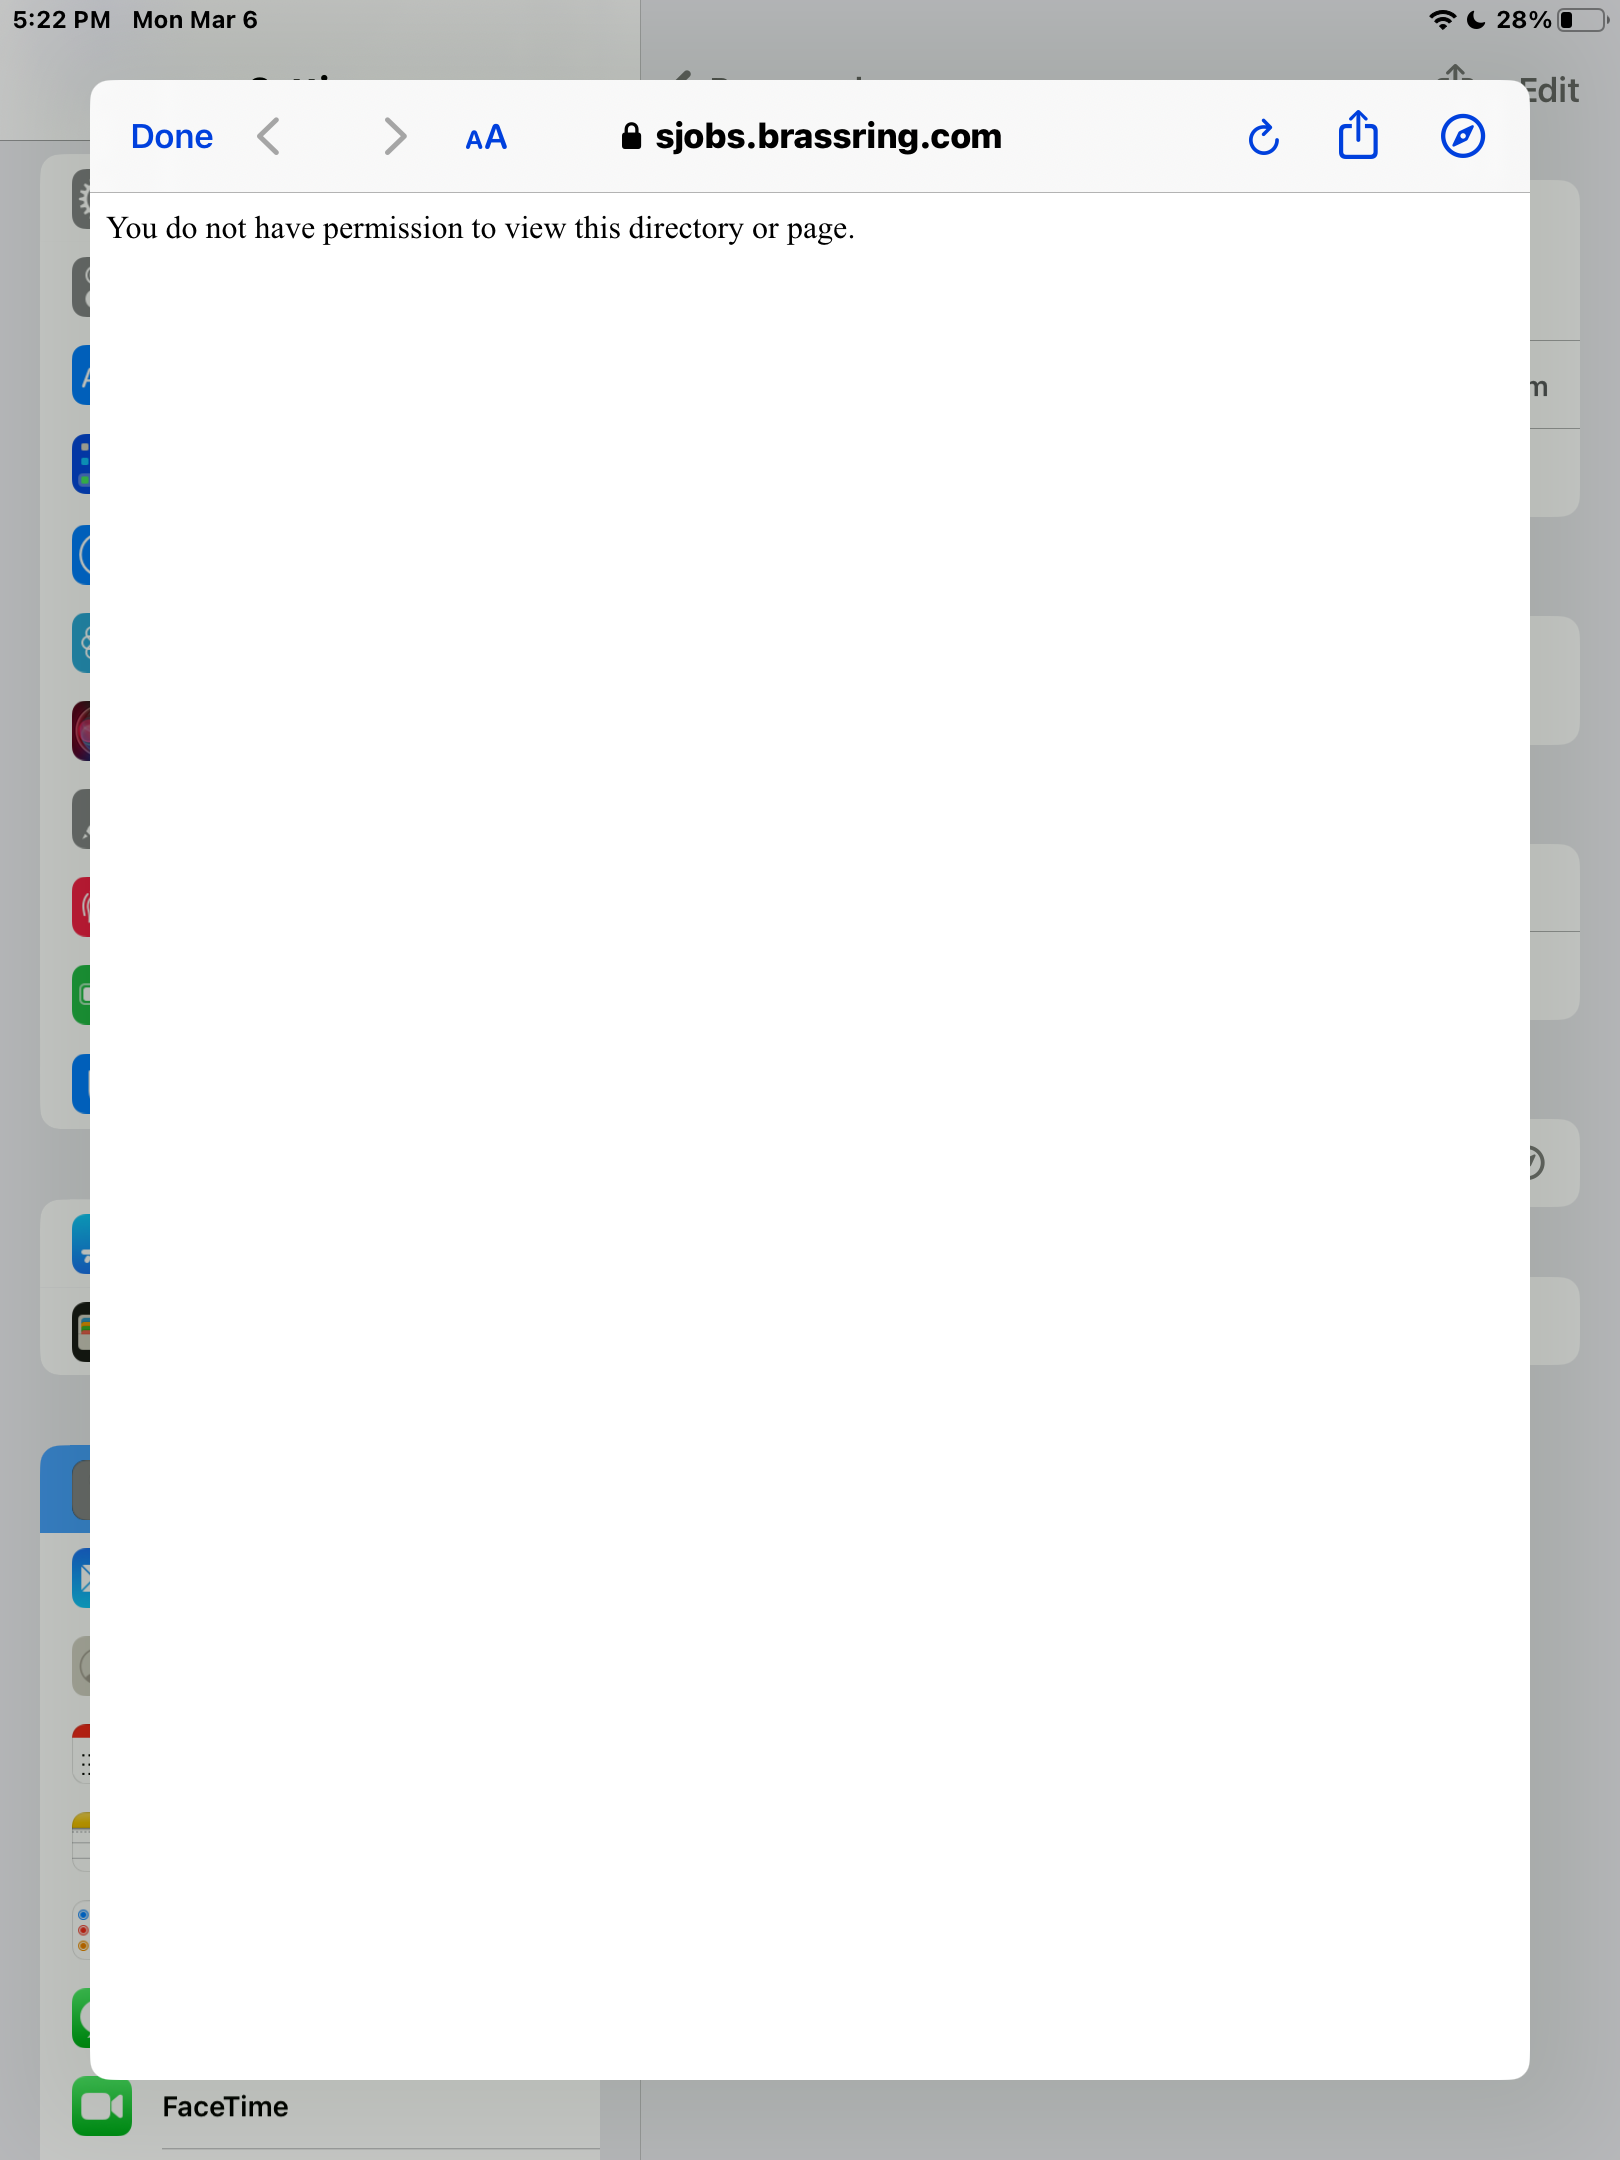 5:22 PM Mon Mar 6
28%
Edit
Done
AA
sjobs.brassring.com
You do not have permission to view this directory or page.
m
FaceTime